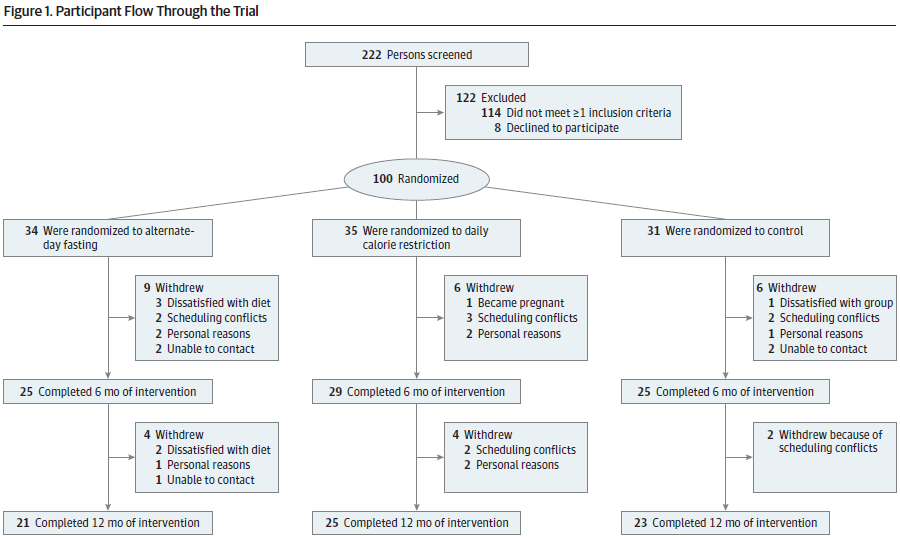 Figure 1. Participant Flow Through the Trial
222 Persons screened
122 Excluded
114 Did not meet ≥1 inclusion criteria
8 Declined to participate
100 Randomized
34 Were randomized to alternate-
day fasting
35 Were randomized to daily
calorie restriction
31 Were randomized to control
9 Withdrew
3 Dissatisfied with diet
2 Scheduling conflicts
2 Personal reasons
2 Unable to contact
6 Withdrew
1 Became pregnant
3 Scheduling conflicts
2 Personal reasons
6 Withdrew
1 Dissatisfied with group
2 Scheduling conflicts
1 Personal reasons
2 Unable to contact
25 Completed 6 mo of intervention
29 Completed 6 mo of intervention
25 Completed 6 mo of intervention
4 Withdrew
2 Dissatisfied with diet
1 Personal reasons
1 Unable to contact
4 Withdrew
2 Scheduling conflicts
2 Personal reasons
2 Withdrew because of
scheduling conflicts
21 Completed 12 mo of intervention
25 Completed 12 mo of intervention
23 Completed 12 mo of intervention